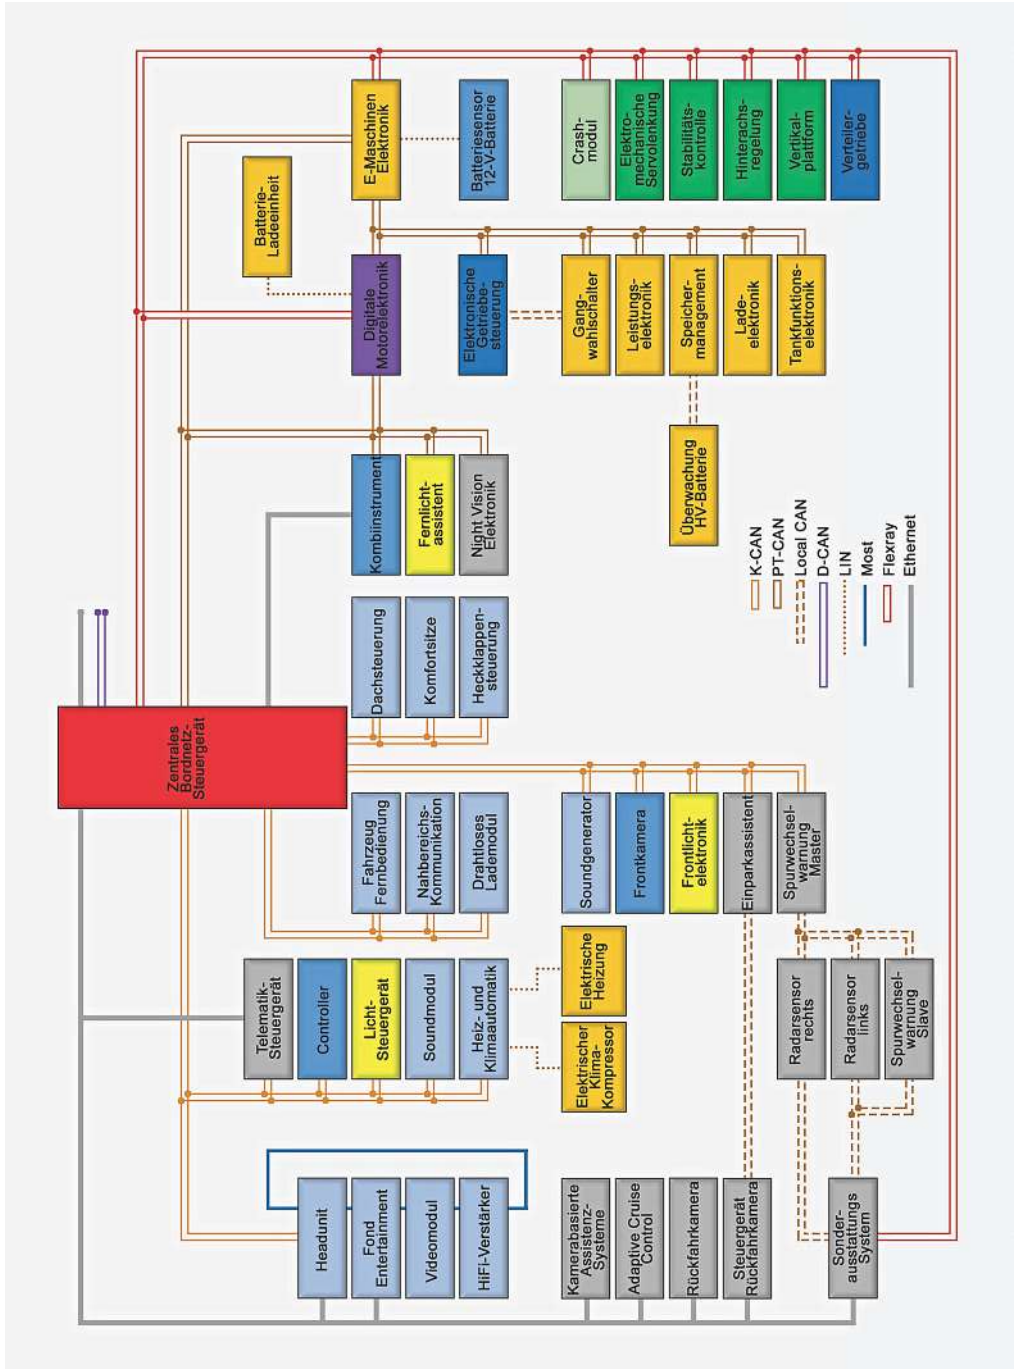 Zentrales
Bordnetz-
Steuergerät
E-Maschinen
Elektronik
Batteriesensor
12-V-Batterie
Crash-
modul
Elektro-
mechanische
Servolenkung
Stabilitäts-
kontrolle
Hinterachs-
regelung
Vertikal-
plattform
Verteiler-
getriebe
Batterie-
Ladeeinheit
Digitale
Motorelektronik
Elektronische
Getriebe-
steuerung
Gang-
wahlschalter
Leistungs-
elektronik
Speicher-
management
Lade-
elektronik
Tankfunktions-
elektronik
Kombiinstrument
Fernlicht-
assistent
Night Vision
Elektronik
Überwachung
HV-Batterie
Dachsteuerung
Komfortsitze
Heckklappen-
steuerung
K-CAN
PT-CAN
Local CAN
D-CAN
LIN
Most
Flexray
Ethernet
Fahrzeug
Fernbedienung
Nahbereichs-
Kommunikation
Drahtloses
Lademodul
Soundgenerator
Frontkamera
Frontlicht-
elektronik
Einparkassistent
Spurwechsel-
warnung
Master
Telematik-
Steuergerät
Controller
Licht-
Steuergerät
Soundmodul
Heiz- und
Klimaautomatik
Elektrische
Heizung
Elektrischer
Klima-
Kompressor
Radarsensor
rechts
Radarsensor
links
Spurwechsel-
warnung
Slave
Headunit
Fond
Entertainment
Videomodul
HiFi-Verstärker
Kamerabasierte
Assistenz-
Systeme
Adaptive Cruise
Control
Rückfahrkamera
Steuergerät
Rückfahrkamera
Sonder-
ausstattungs
System